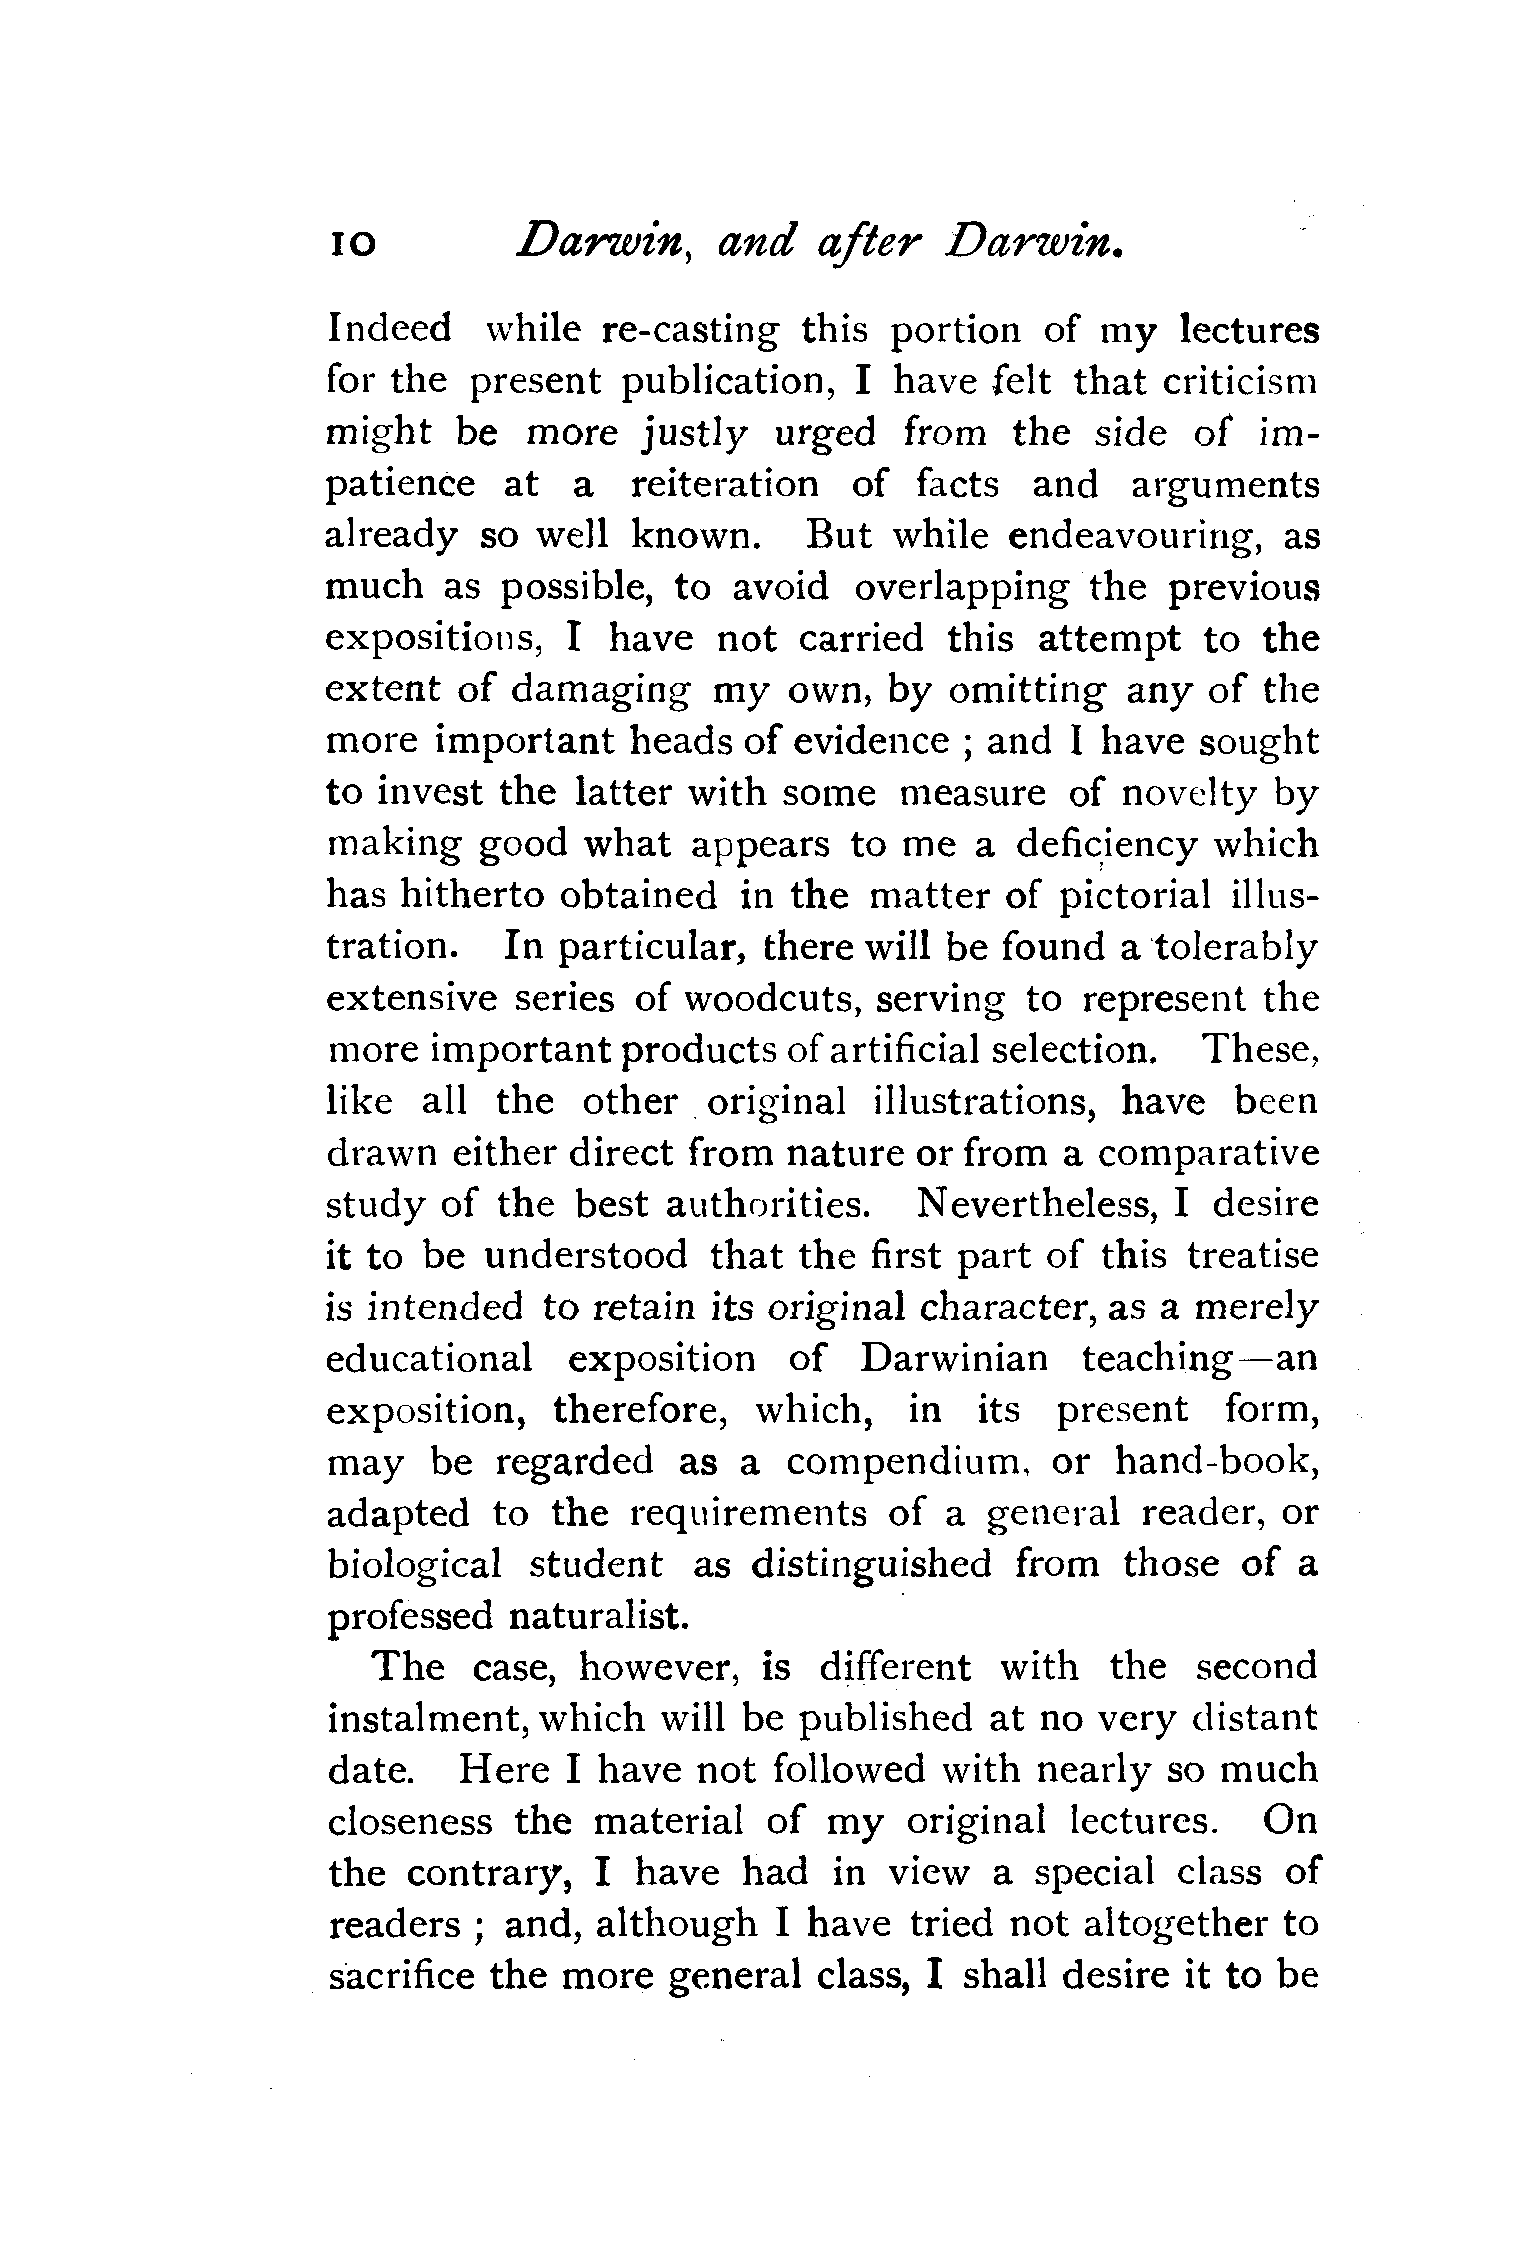 10 Darwin, and after Darwin.
Indeed while re-casting this portion of my lectures
for the present publication, I have felt that criticism
might be more justly urged from the side of im-
patience at a reiteration of facts and arguments
already so well known. But while endeavouring, as
much as possible, to avoid overlapping the previous
expositions, I have not carried this attempt to the
extent of damaging my own, by omitting any of the
more important heads of evidence ; and I have sought
to invest the latter with some measure of novelty by
making good what appears to me a deficiency which
has hitherto obtained in the matter of pictorial illus-
tration. In particular, there will be found a tolerably
extensive series of woodcuts, serving to represent the
more important products of artificial selection. These,
like all the other original illustrations, have been
drawn either direct from nature or from a comparative
study of the best authorities. Nevertheless, I desire
it to be understood that the first part of this treatise
is intended to retain its original character, as a merely
educational exposition of Darwinian teaching—an
exposition, therefore, which, in its present form,
may be regarded as a compendium, or hand-book,
adapted to the requirements of a general reader, or
biological student as distinguished from those of a
professed naturalist.
The case, however, is different with the second
instalment, which will be published at no very distant
date. Here I have not followed with nearly so much
closeness the material of my original lectures. On
the contrary, I have had in view a special class of
readers ; and, although I have tried not altogether to
sacrifice the more general class, I shall desire it to be